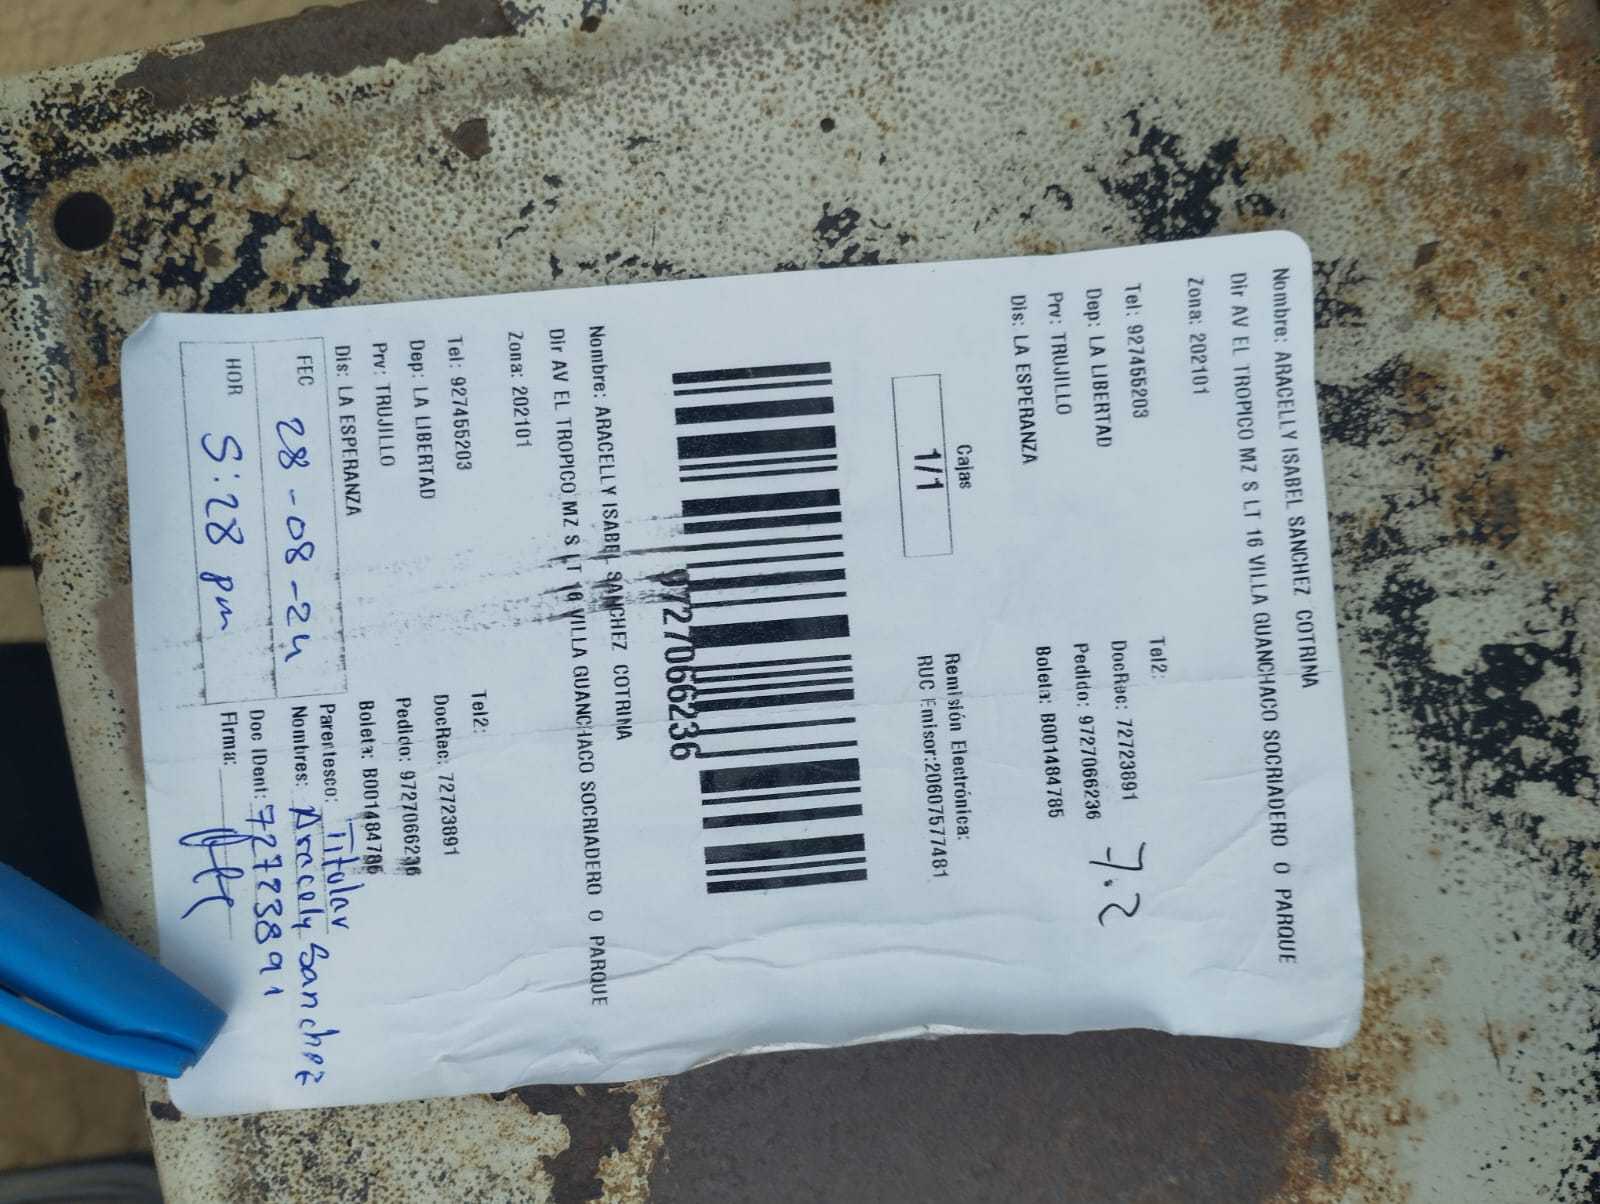 Nombre: ARACELLY ISABEL SANCHEZ COTRINA
Dir AV EL TROPICO MZ S LT 16 VILLA GUANCHACO SOCRIADERO O PARQUE
Zona: 202101
Tel: 927455203
Tel2:
Dep: LA LIBERTAD
DocRec: 72723891
Prv: TRUJILLO
Pedido: 9727066236
Dis: LA ESPERANZA
Boleta: B001484785
7.2
Cajas
1/1
Remisión Electrónica:
RUC Emisor:20607577481
9727066236
Nombre: ARACELLY ISABEL SANCHEZ COTRINA
Dir AV EL TROPICO MZ S LT 16 VILLA GUANCHACO SOCRIADERO O PARQUE
Zona: 202101
Tel: 927455203
Tel2:
Dep: LA LIBERTAD
DocRec: 72723891
Prv: TRUJILLO
Pedido: 9727066236
Dis: LA ESPERANZA
Boleta: B001484785
FEC 28-08-24
HOR 5:28 pm
Parentesco: Titular
Nombres: Aracely Sanchez
Doc IDent: 72723891
Firma: